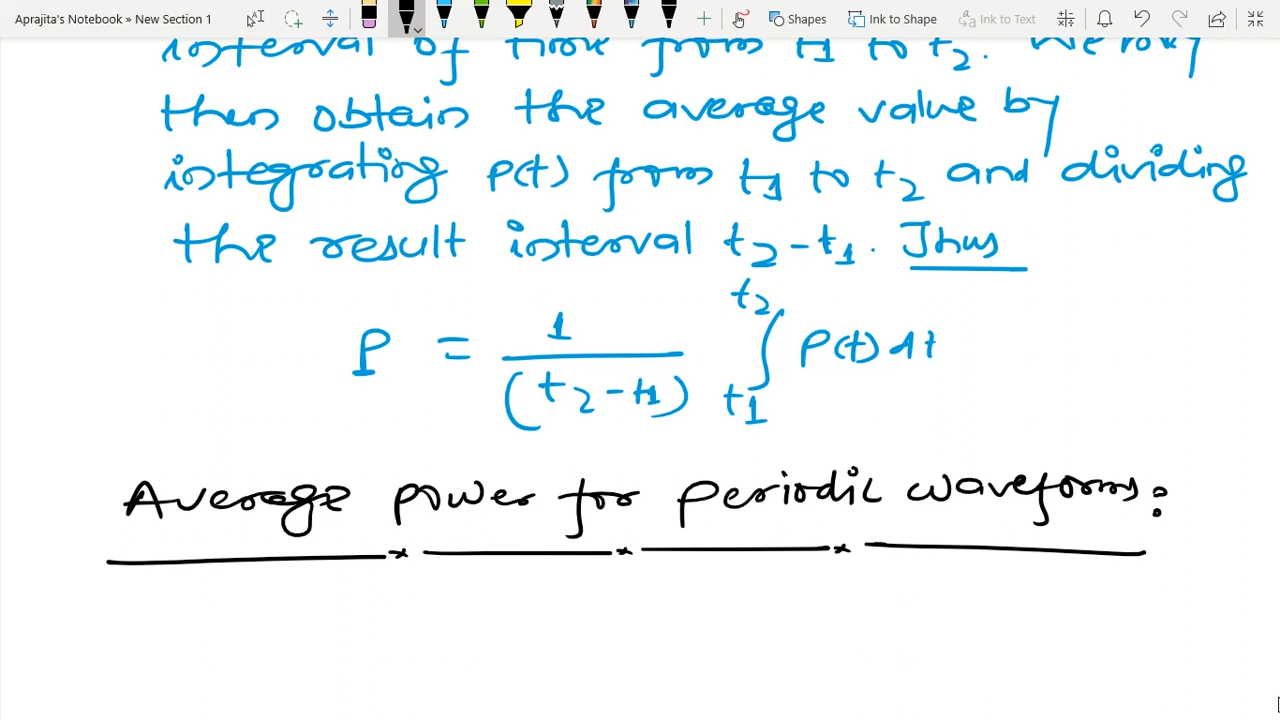 Aprajita's Notebook » New Section 1
Shapes
Ink to Shape
Ink to Text
interval of time from t1 to t2. We may
then obtain the average value by
integrating P(t) from t1 to t2 and dividing
the result interval t2-t1. Thus
P = 1/(t2-t1) ∫t1^t2 P(t)dt
Average power for periodic waveforms: